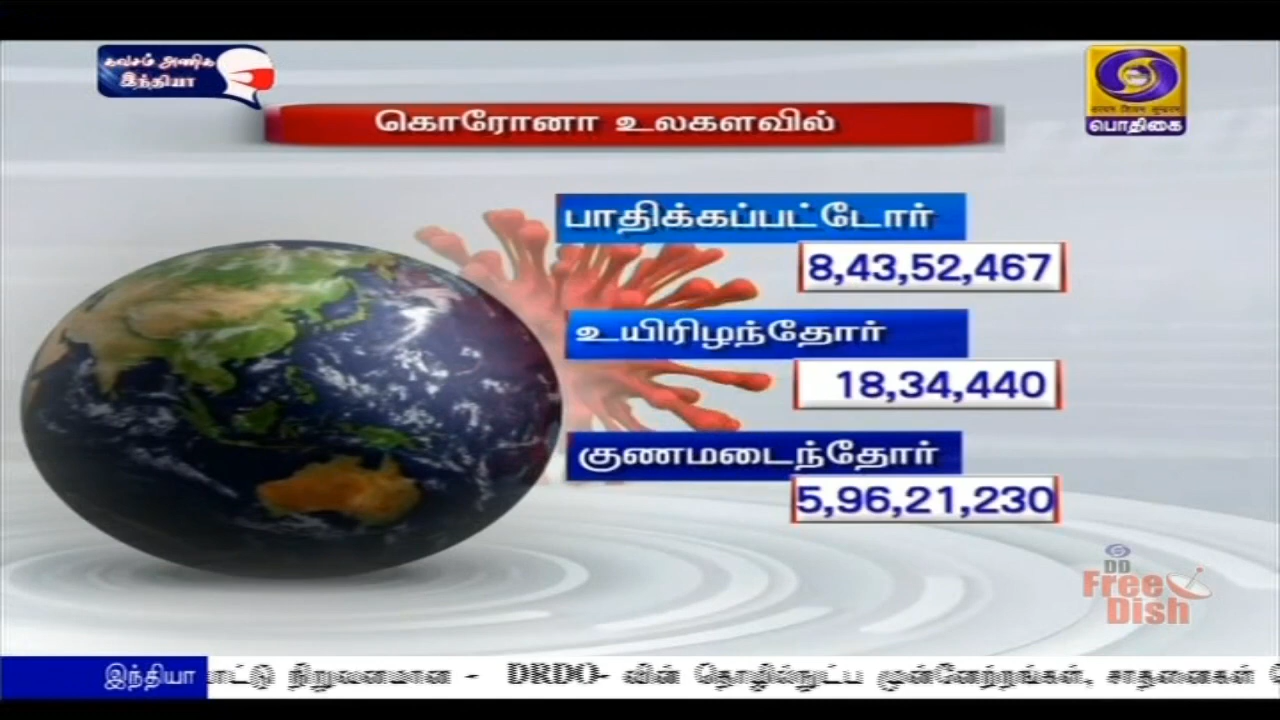 கவசம் அணிக
இந்தியா
கொரோனா உலகளவில்
பொதிகை
பாதிக்கப்பட்டோர்
8,43,52,467
உயிரிழந்தோர்
18,34,440
குணமடைந்தோர்
5,96,21,230
DD
Free
Dish
இந்தியா
ாட்டு நிறுவனமான - DRDO- வின் தொழில்நுட்ப முன்னேற்றங்கள், சாதனைகள்